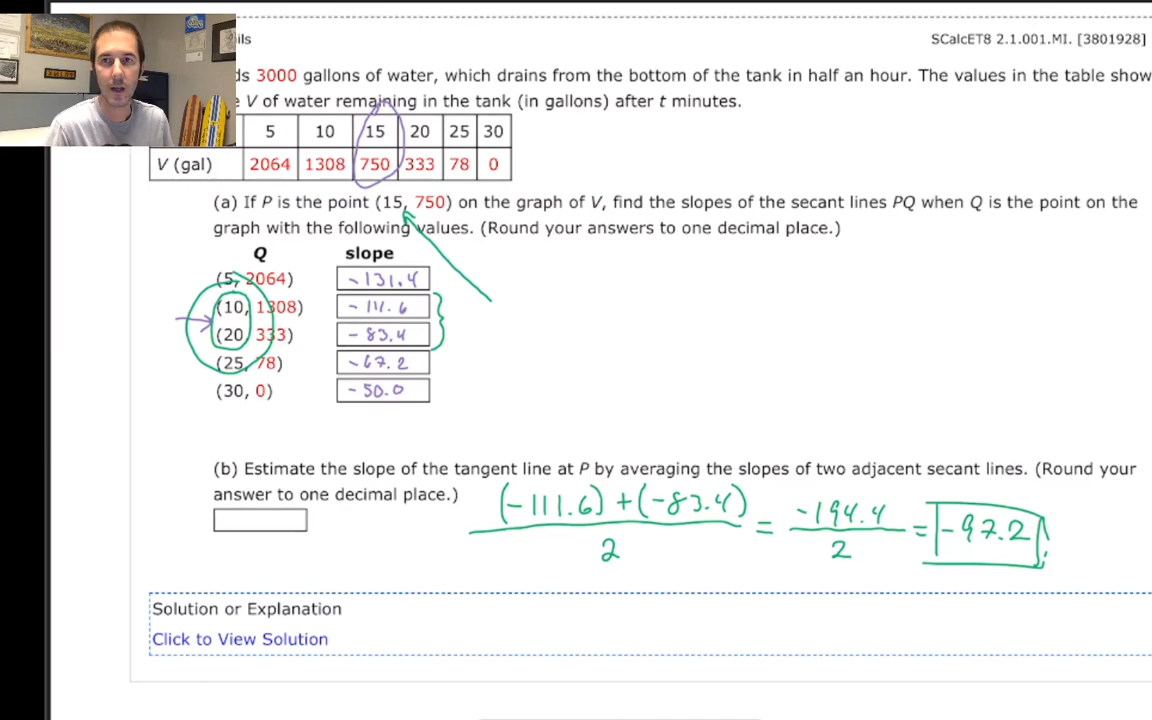 ils
SCalcET8 2.1.001.MI. [3801928]
ds 3000 gallons of water, which drains from the bottom of the tank in half an hour. The values in the table show
e V of water remaining in the tank (in gallons) after t minutes.
5 10 15 20 25 30
V (gal) 2064 1308 750 333 78 0
(a) If P is the point (15, 750) on the graph of V, find the slopes of the secant lines PQ when Q is the point on the
graph with the following values. (Round your answers to one decimal place.)
Q slope
(5, 2064) -131.4
(10, 1308) -111.6
(20, 333) -83.4
(25, 78) -67.2
(30, 0) -50.0
(b) Estimate the slope of the tangent line at P by averaging the slopes of two adjacent secant lines. (Round your
answer to one decimal place.)
(-111.6) + (-83.4)
2
=
-194.4
2
= -97.2
Solution or Explanation
Click to View Solution